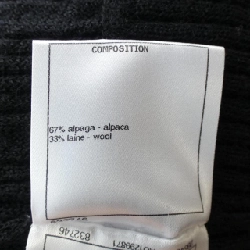 COMPOSITION
67% alpaga - alpaca
33% laine - wool